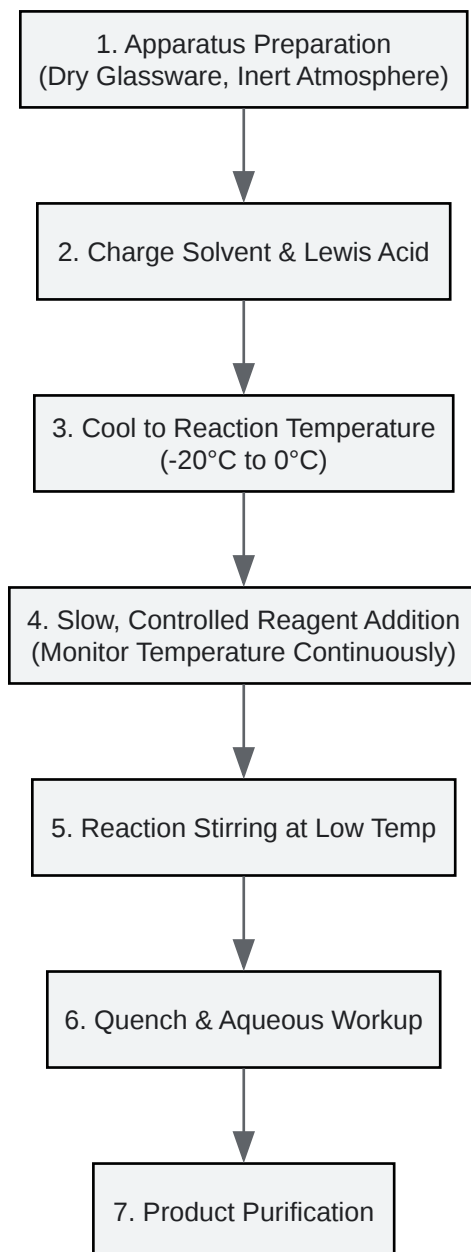 1. Apparatus Preparation
(Dry Glassware, Inert Atmosphere)
2. Charge Solvent & Lewis Acid
3. Cool to Reaction Temperature
(-20°C to 0°C)
4. Slow, Controlled Reagent Addition
(Monitor Temperature Continuously)
5. Reaction Stirring at Low Temp
6. Quench & Aqueous Workup
7. Product Purification